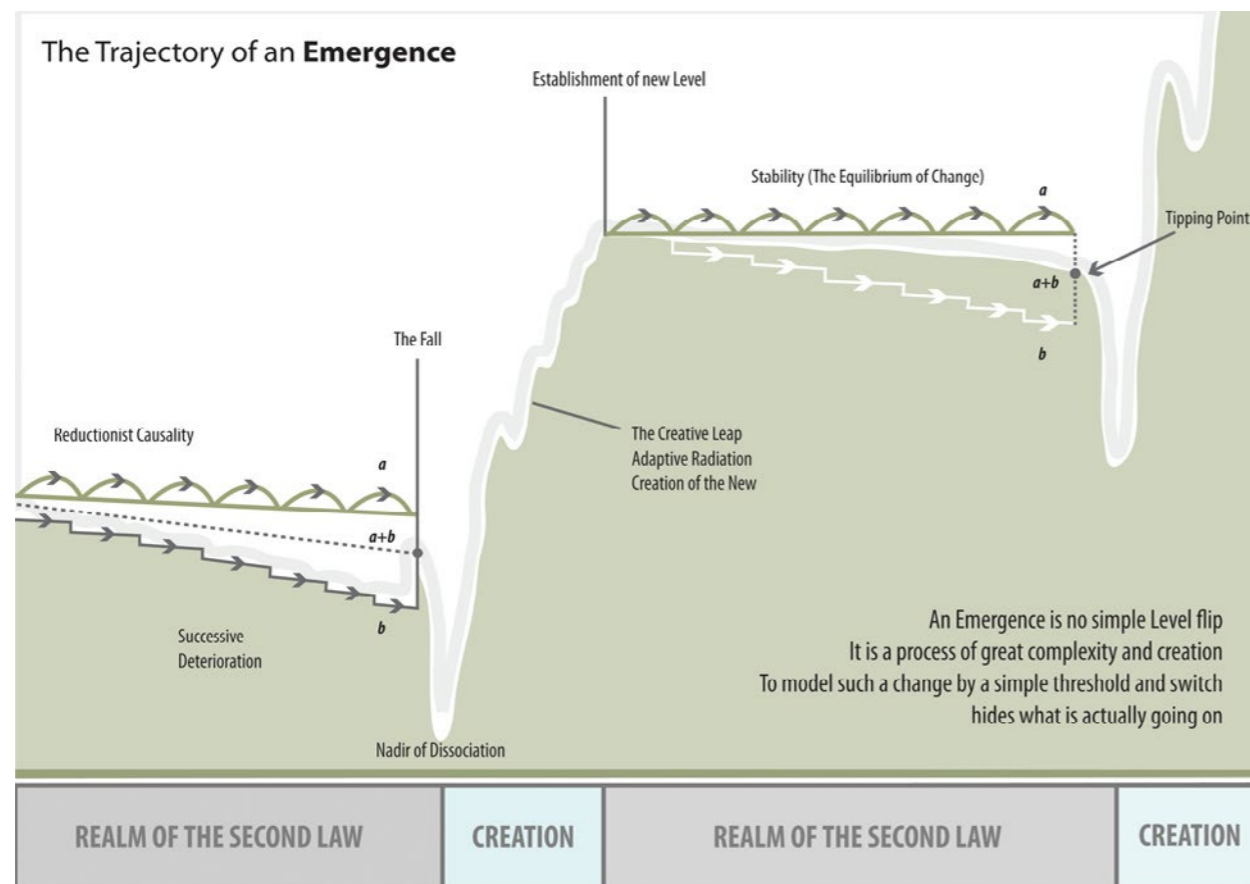 The Trajectory of an Emergence
Establishment of new Level
Stability (The Equilibrium of Change)
a
Tipping Point
a+b
b
The Fall
The Creative Leap
Adaptive Radiation
Creation of the New
Reductionist Causality
a
a+b
b
Successive
Deterioration
Nadir of Dissociation
An Emergence is no simple Level flip
It is a process of great complexity and creation
To model such a change by a simple threshold and switch
hides what is actually going on
REALM OF THE SECOND LAW
CREATION
REALM OF THE SECOND LAW
CREATION